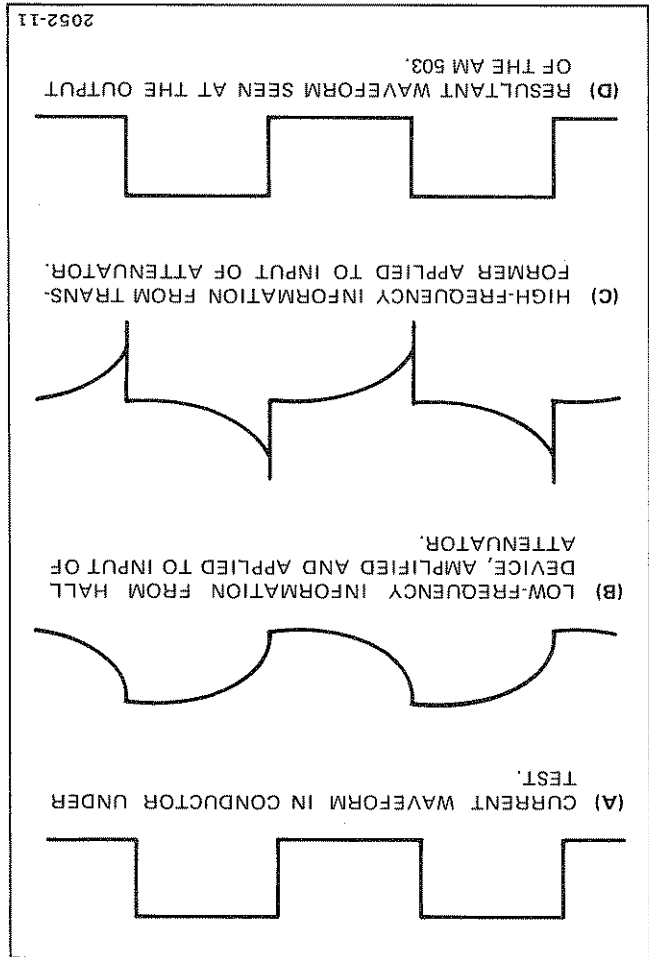 (A) CURRENT WAVEFORM IN CONDUCTOR UNDER
TEST.
(B) LOW-FREQUENCY INFORMATION FROM HALL
DEVICE, AMPLIFIED AND APPLIED TO INPUT OF
ATTENUATOR.
(C) HIGH-FREQUENCY INFORMATION FROM TRANS-
FORMER APPLIED TO INPUT OF ATTENUATOR.
(D) RESULTANT WAVEFORM SEEN AT THE OUTPUT
OF THE AM 503.
2052-11